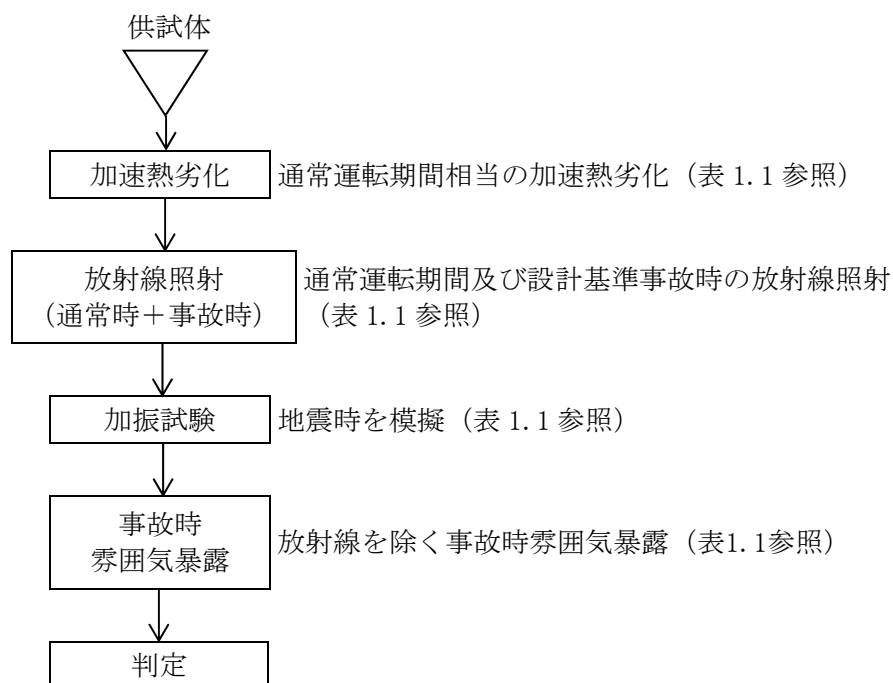 供試体
加速熱劣化
通常運転期間相当の加速熱劣化（表 1.1 参照）
放射線照射
（通常時＋事故時）
通常運転期間及び設計基準事故時の放射線照射
（表 1.1 参照）
加振試験
地震時を模擬（表 1.1 参照）
事故時
雰囲気暴露
放射線を除く事故時雰囲気暴露（表1.1参照）
判定